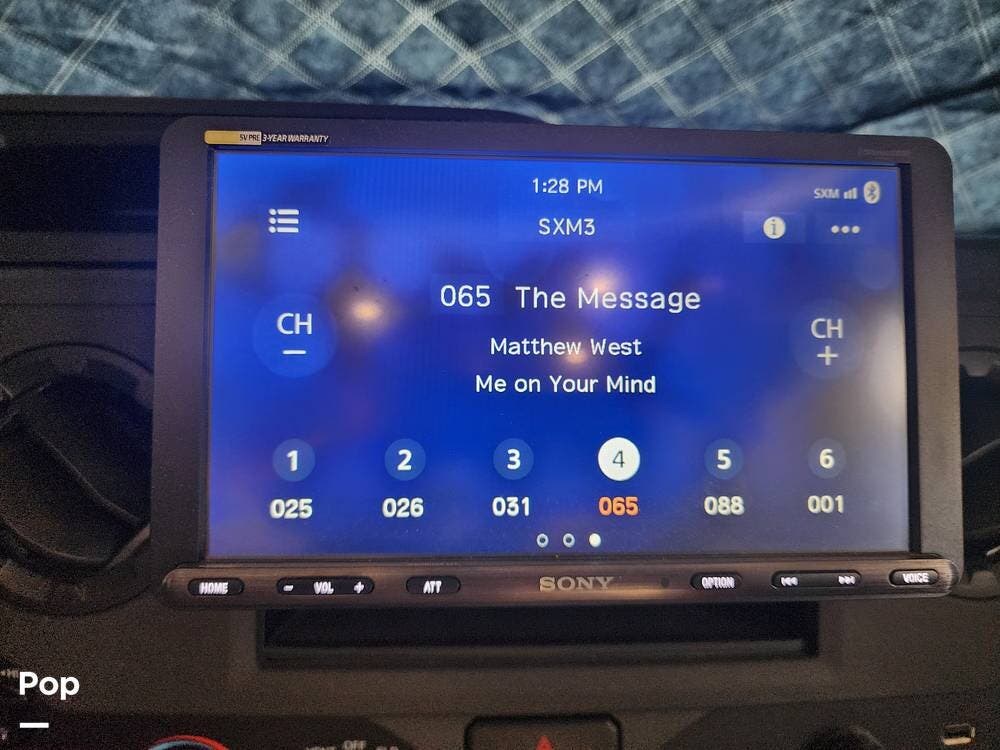 3-YEAR WARRANTY
1:28 PM
SXM
SXM3
i
065 The Message
CH
−
CH
+
Matthew West
Me on Your Mind
1 2 3 4 5 6
025 026 031 065 088 001
HOME − VOL + ATT SONY OPTION VOICE
Pop
OFF